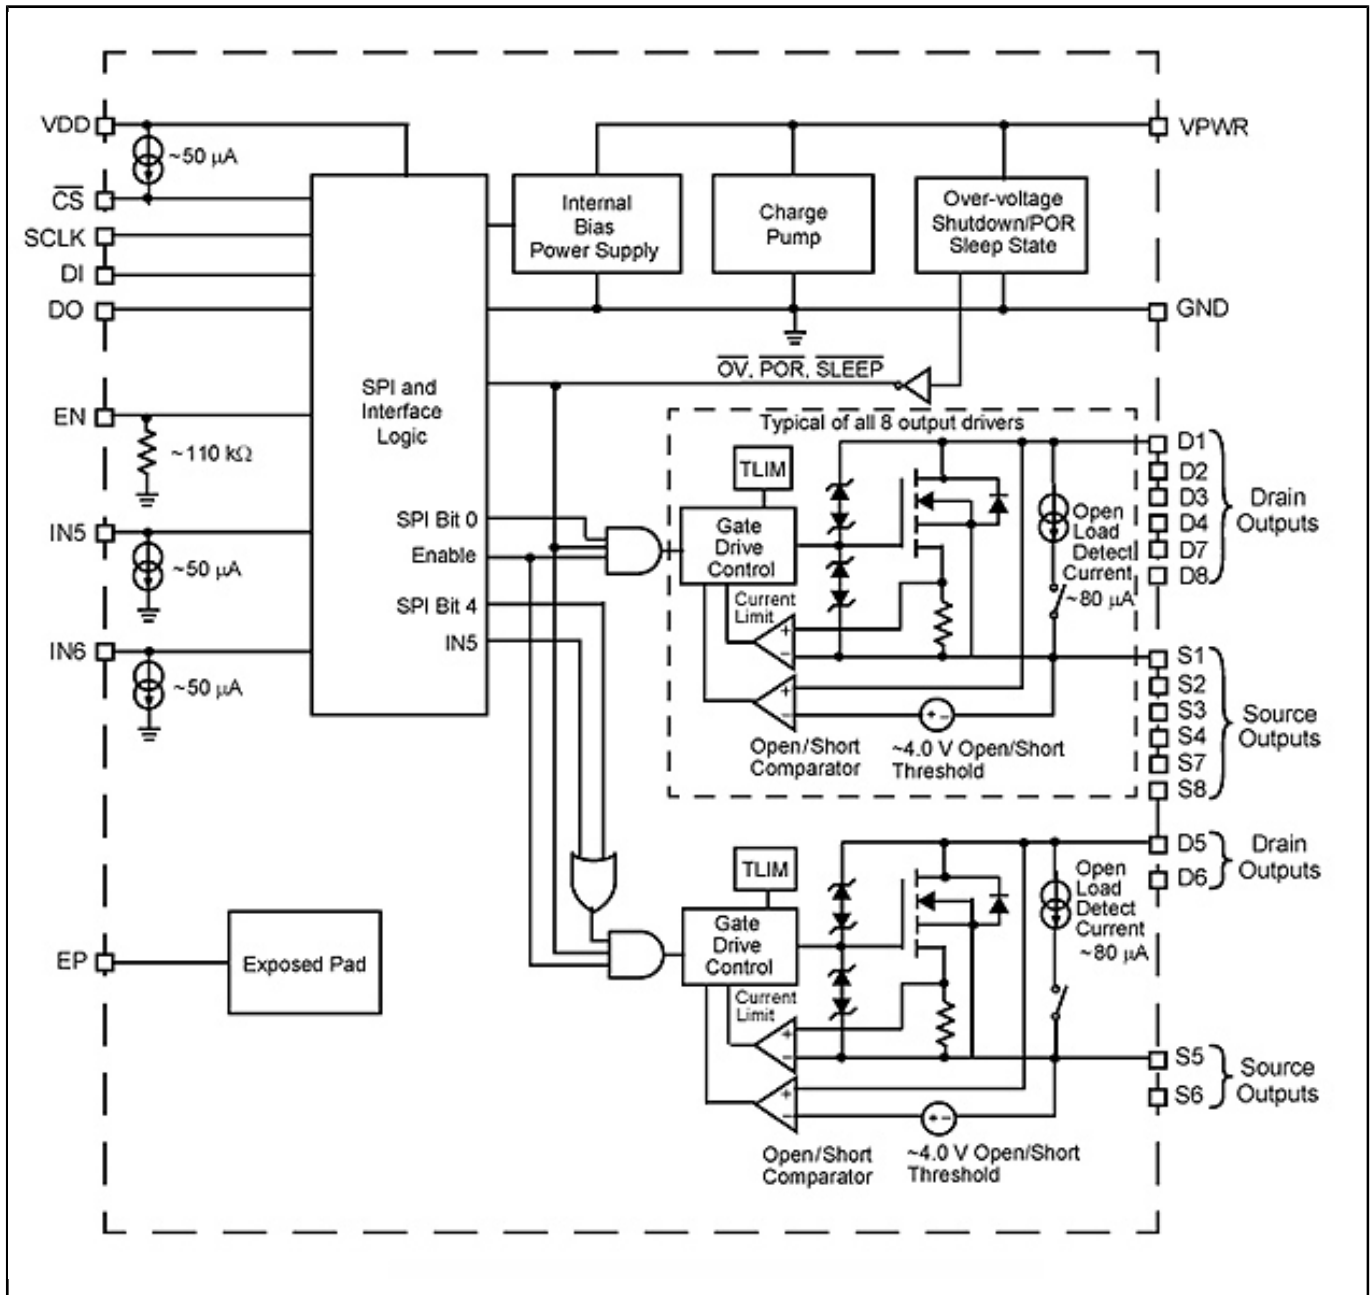 VDD
~50 µA
CS
SCLK
DI
DO
EN
~110 kΩ
IN5
~50 µA
IN6
~50 µA
EP
Exposed Pad
SPI and
Interface
Logic
SPI Bit 0
Enable
SPI Bit 4
IN5
Internal
Bias
Power Supply
Charge
Pump
Over-voltage
Shutdown/POR
Sleep State
VPWR
GND
OV, POR, SLEEP
Typical of all 8 output drivers
TLIM
Gate
Drive
Control
Current
Limit
+
–
+
–
Open/Short
Comparator
+ -
~4.0 V Open/Short
Threshold
Open
Load
Detect
Current
~80 µA
D1
D2
D3
D4
D7
D8
Drain
Outputs
S1
S2
S3
S4
S7
S8
Source
Outputs
TLIM
Gate
Drive
Control
Current
Limit
+
–
+
–
Open/Short
Comparator
+ -
~4.0 V Open/Short
Threshold
Open
Load
Detect
Current
~80 µA
D5
D6
Drain
Outputs
S5
S6
Source
Outputs